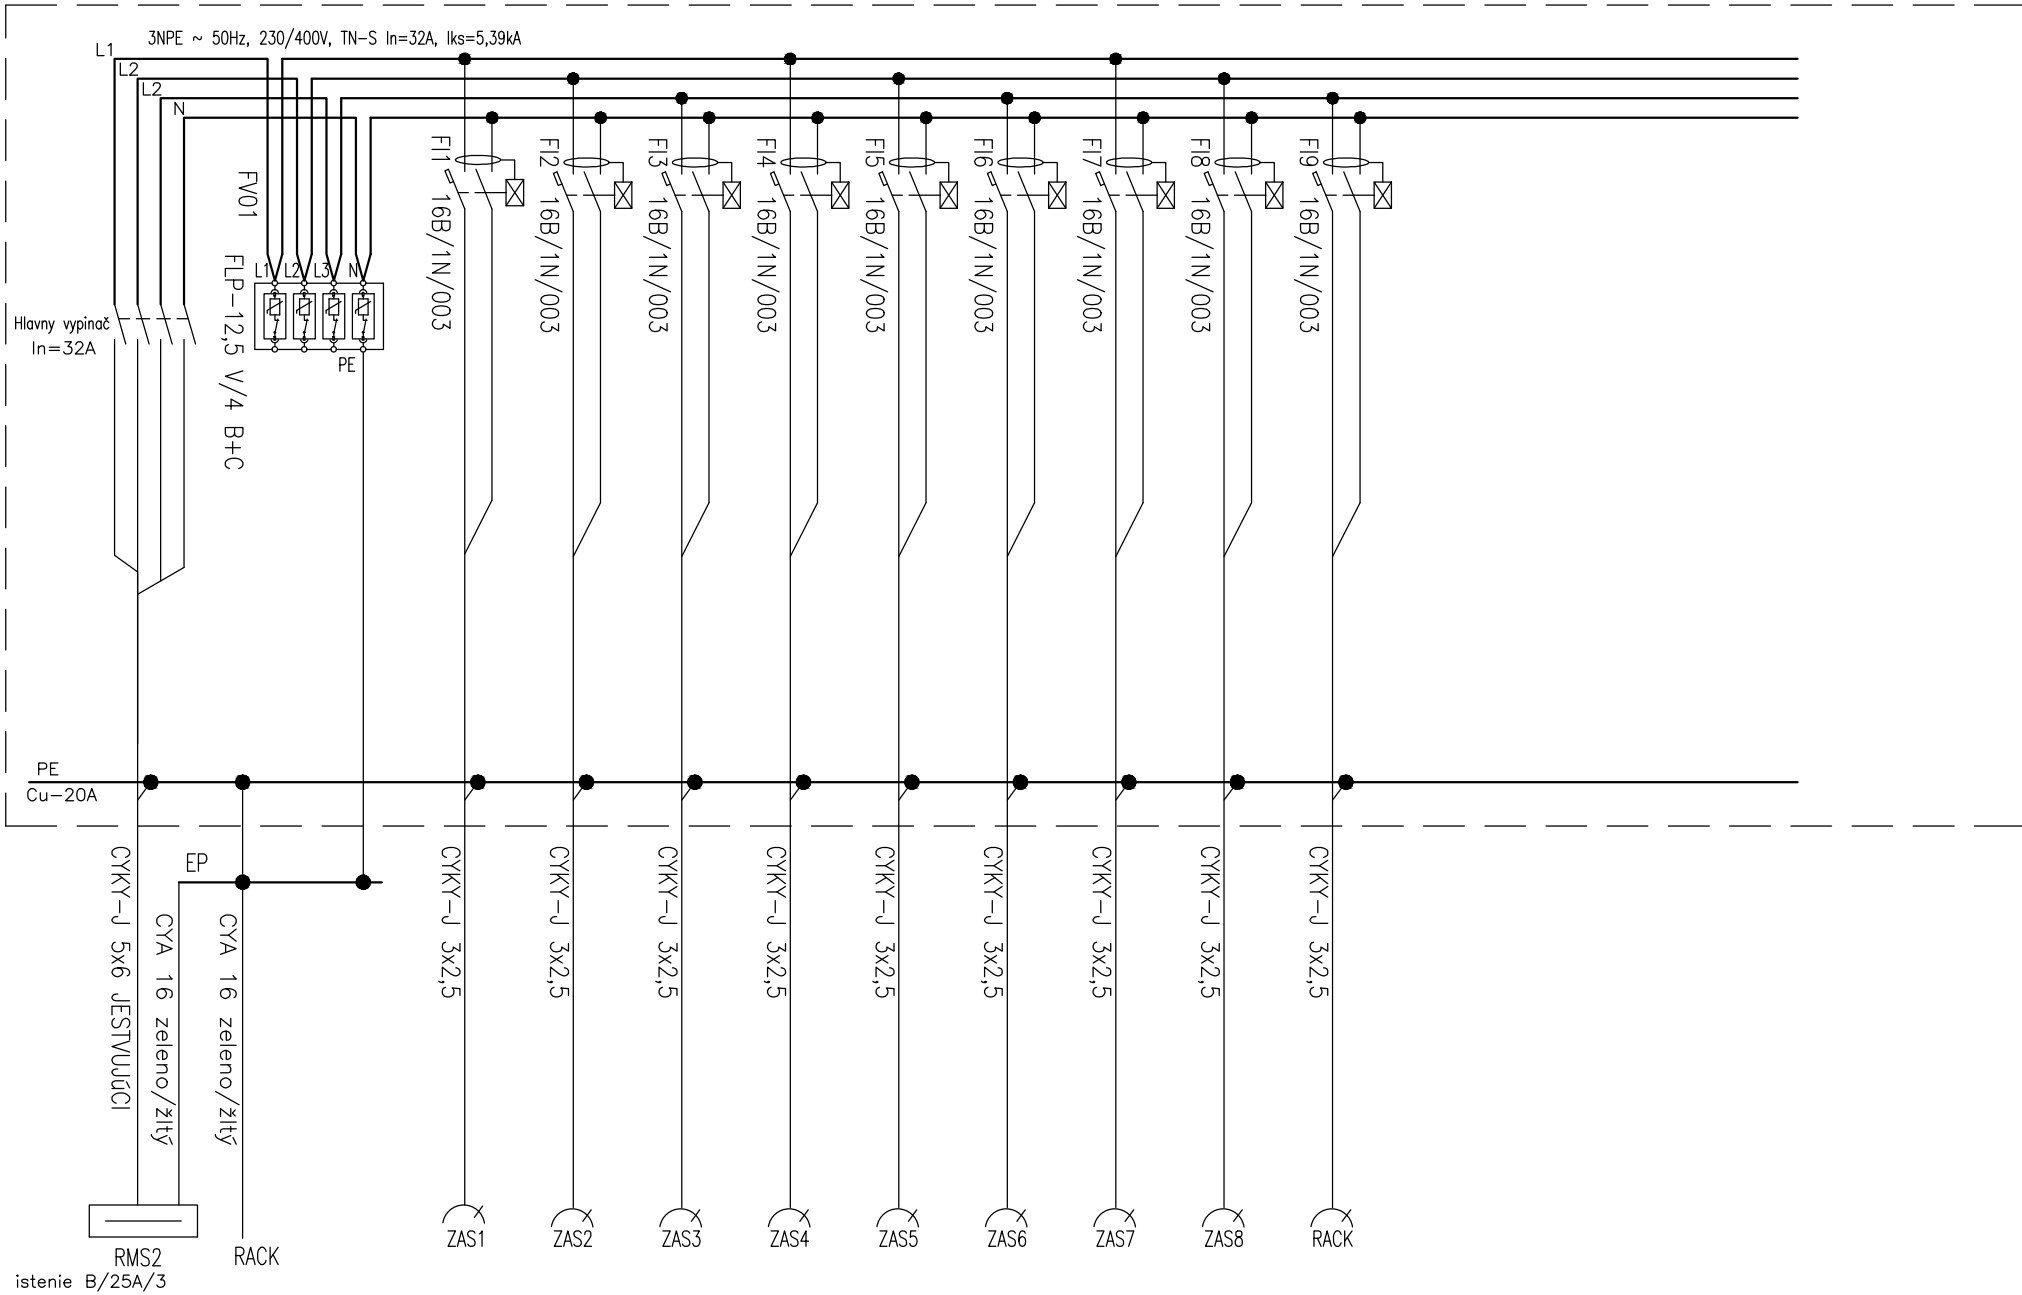 3NPE ~ 50Hz, 230/400V, TN-S In=32A, Iks=5,39kA
L1
L2
L2
N
FV01
FLP-12,5 V/4 B+C
L1
L2
L3
N
PE
Hlavny vypinač
In=32A
FI1 16B/1N/003
FI2 16B/1N/003
FI3 16B/1N/003
FI4 16B/1N/003
FI5 16B/1N/003
FI6 16B/1N/003
FI7 16B/1N/003
FI8 16B/1N/003
FI9 16B/1N/003
PE
Cu-20A
EP
CYKY-J 5x6 JESTVUJÚCI
CYA 16 zeleno/žltý
CYA 16 zeleno/žltý
CYKY-J 3x2,5
CYKY-J 3x2,5
CYKY-J 3x2,5
CYKY-J 3x2,5
CYKY-J 3x2,5
CYKY-J 3x2,5
CYKY-J 3x2,5
CYKY-J 3x2,5
CYKY-J 3x2,5
RMS2
istenie B/25A/3
RACK
ZAS1
ZAS2
ZAS3
ZAS4
ZAS5
ZAS6
ZAS7
ZAS8
RACK